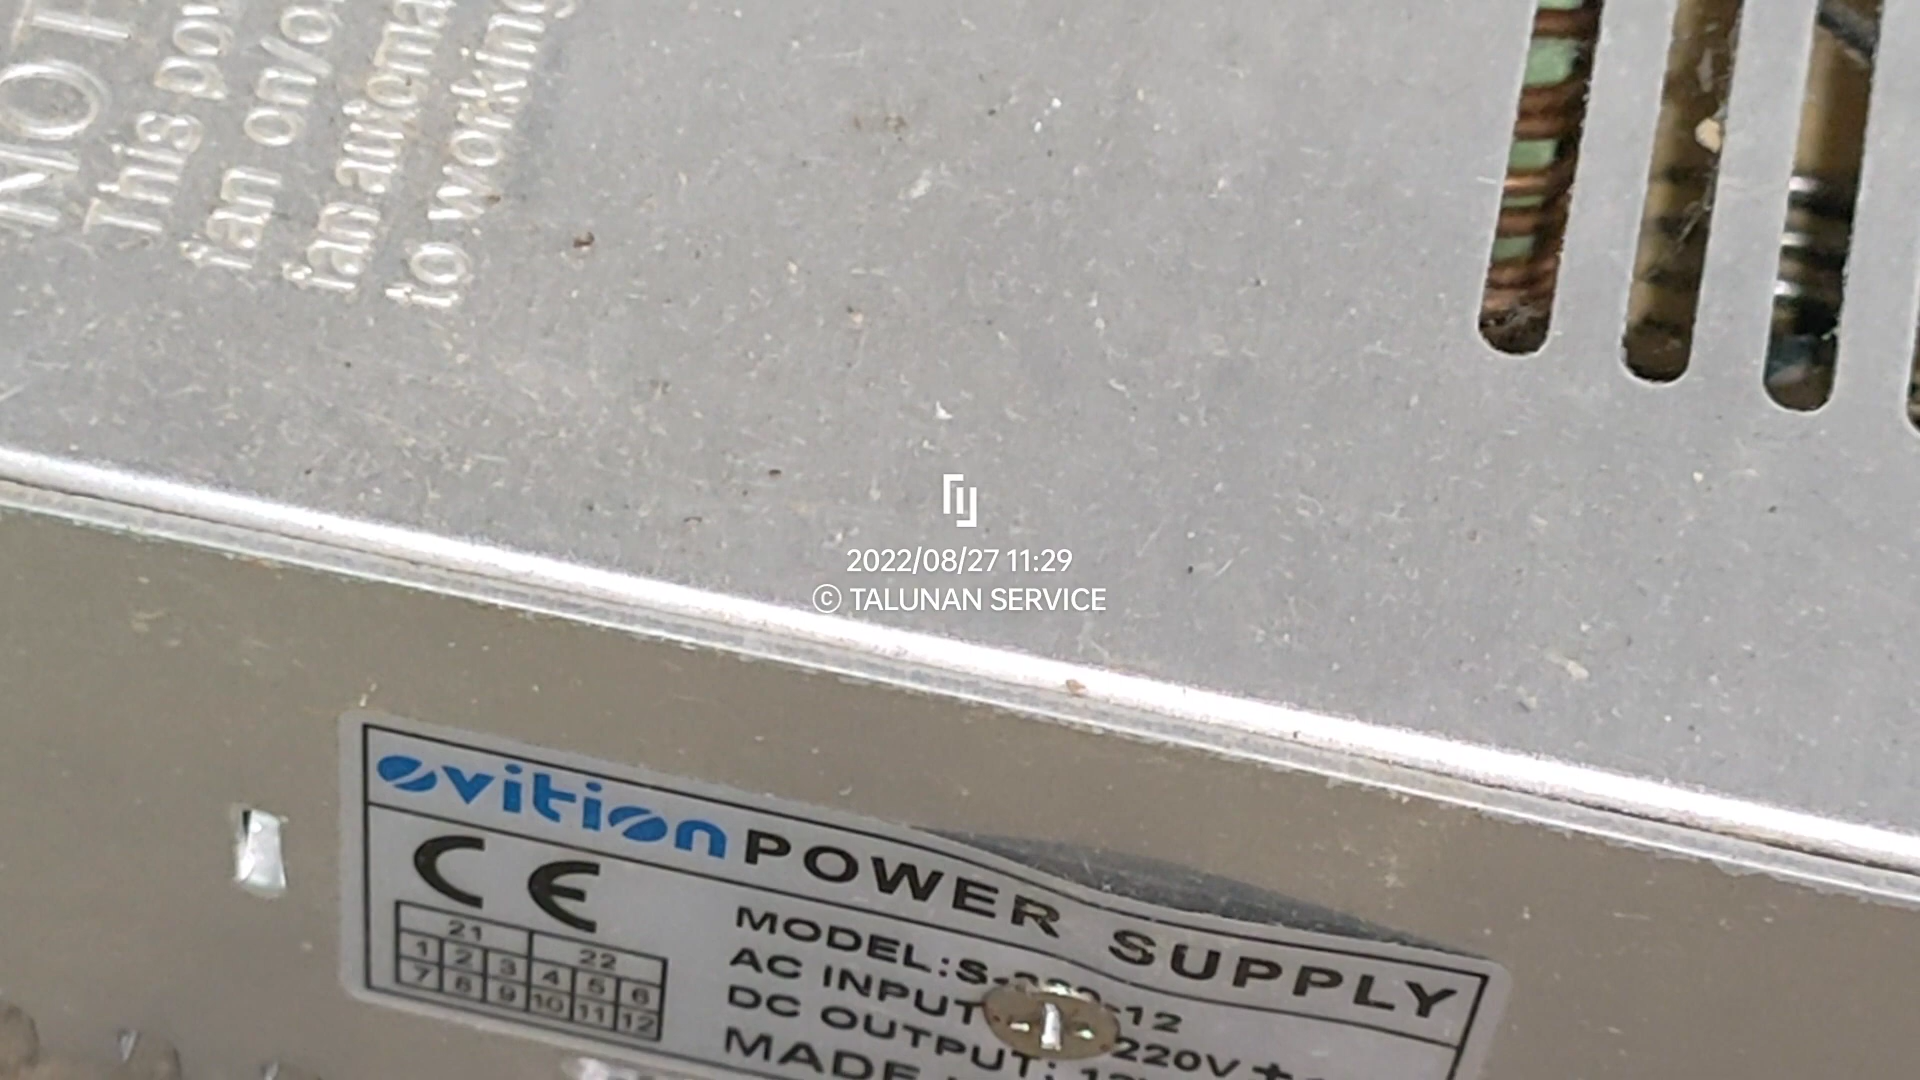 NOT
This pow
fan on/o
fan automa
to working
2022/08/27 11:29
© TALUNAN SERVICE
ovition POWER SUPPLY
CE
21 22
1 2 3 4 5 6
7 8 9 10 11 12
MODEL:S- -12
AC INPUT: 220V
DC OUTPUT: 12
MADE